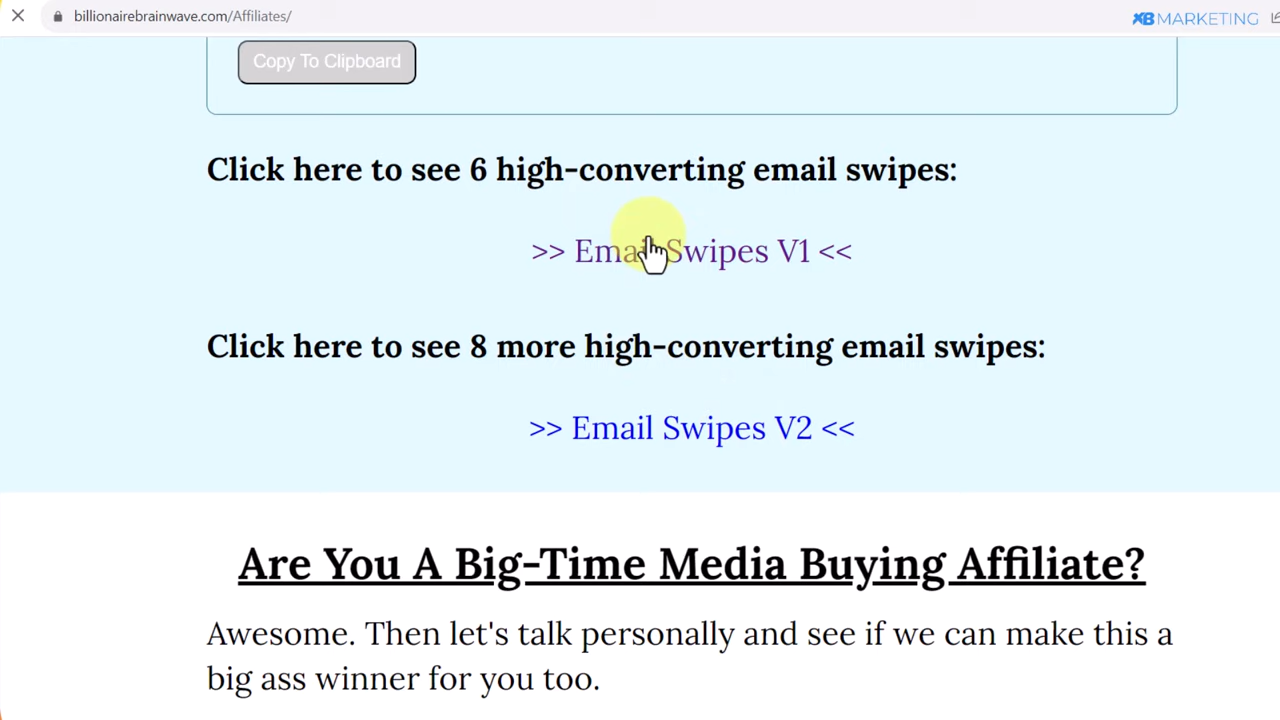 billionairebrainwave.com/Affiliates/
XB MARKETING
Copy To Clipboard
Click here to see 6 high-converting email swipes:
>> Email Swipes V1 <<
Click here to see 8 more high-converting email swipes:
>> Email Swipes V2 <<
Are You A Big-Time Media Buying Affiliate?
Awesome. Then let's talk personally and see if we can make this a
big ass winner for you too.